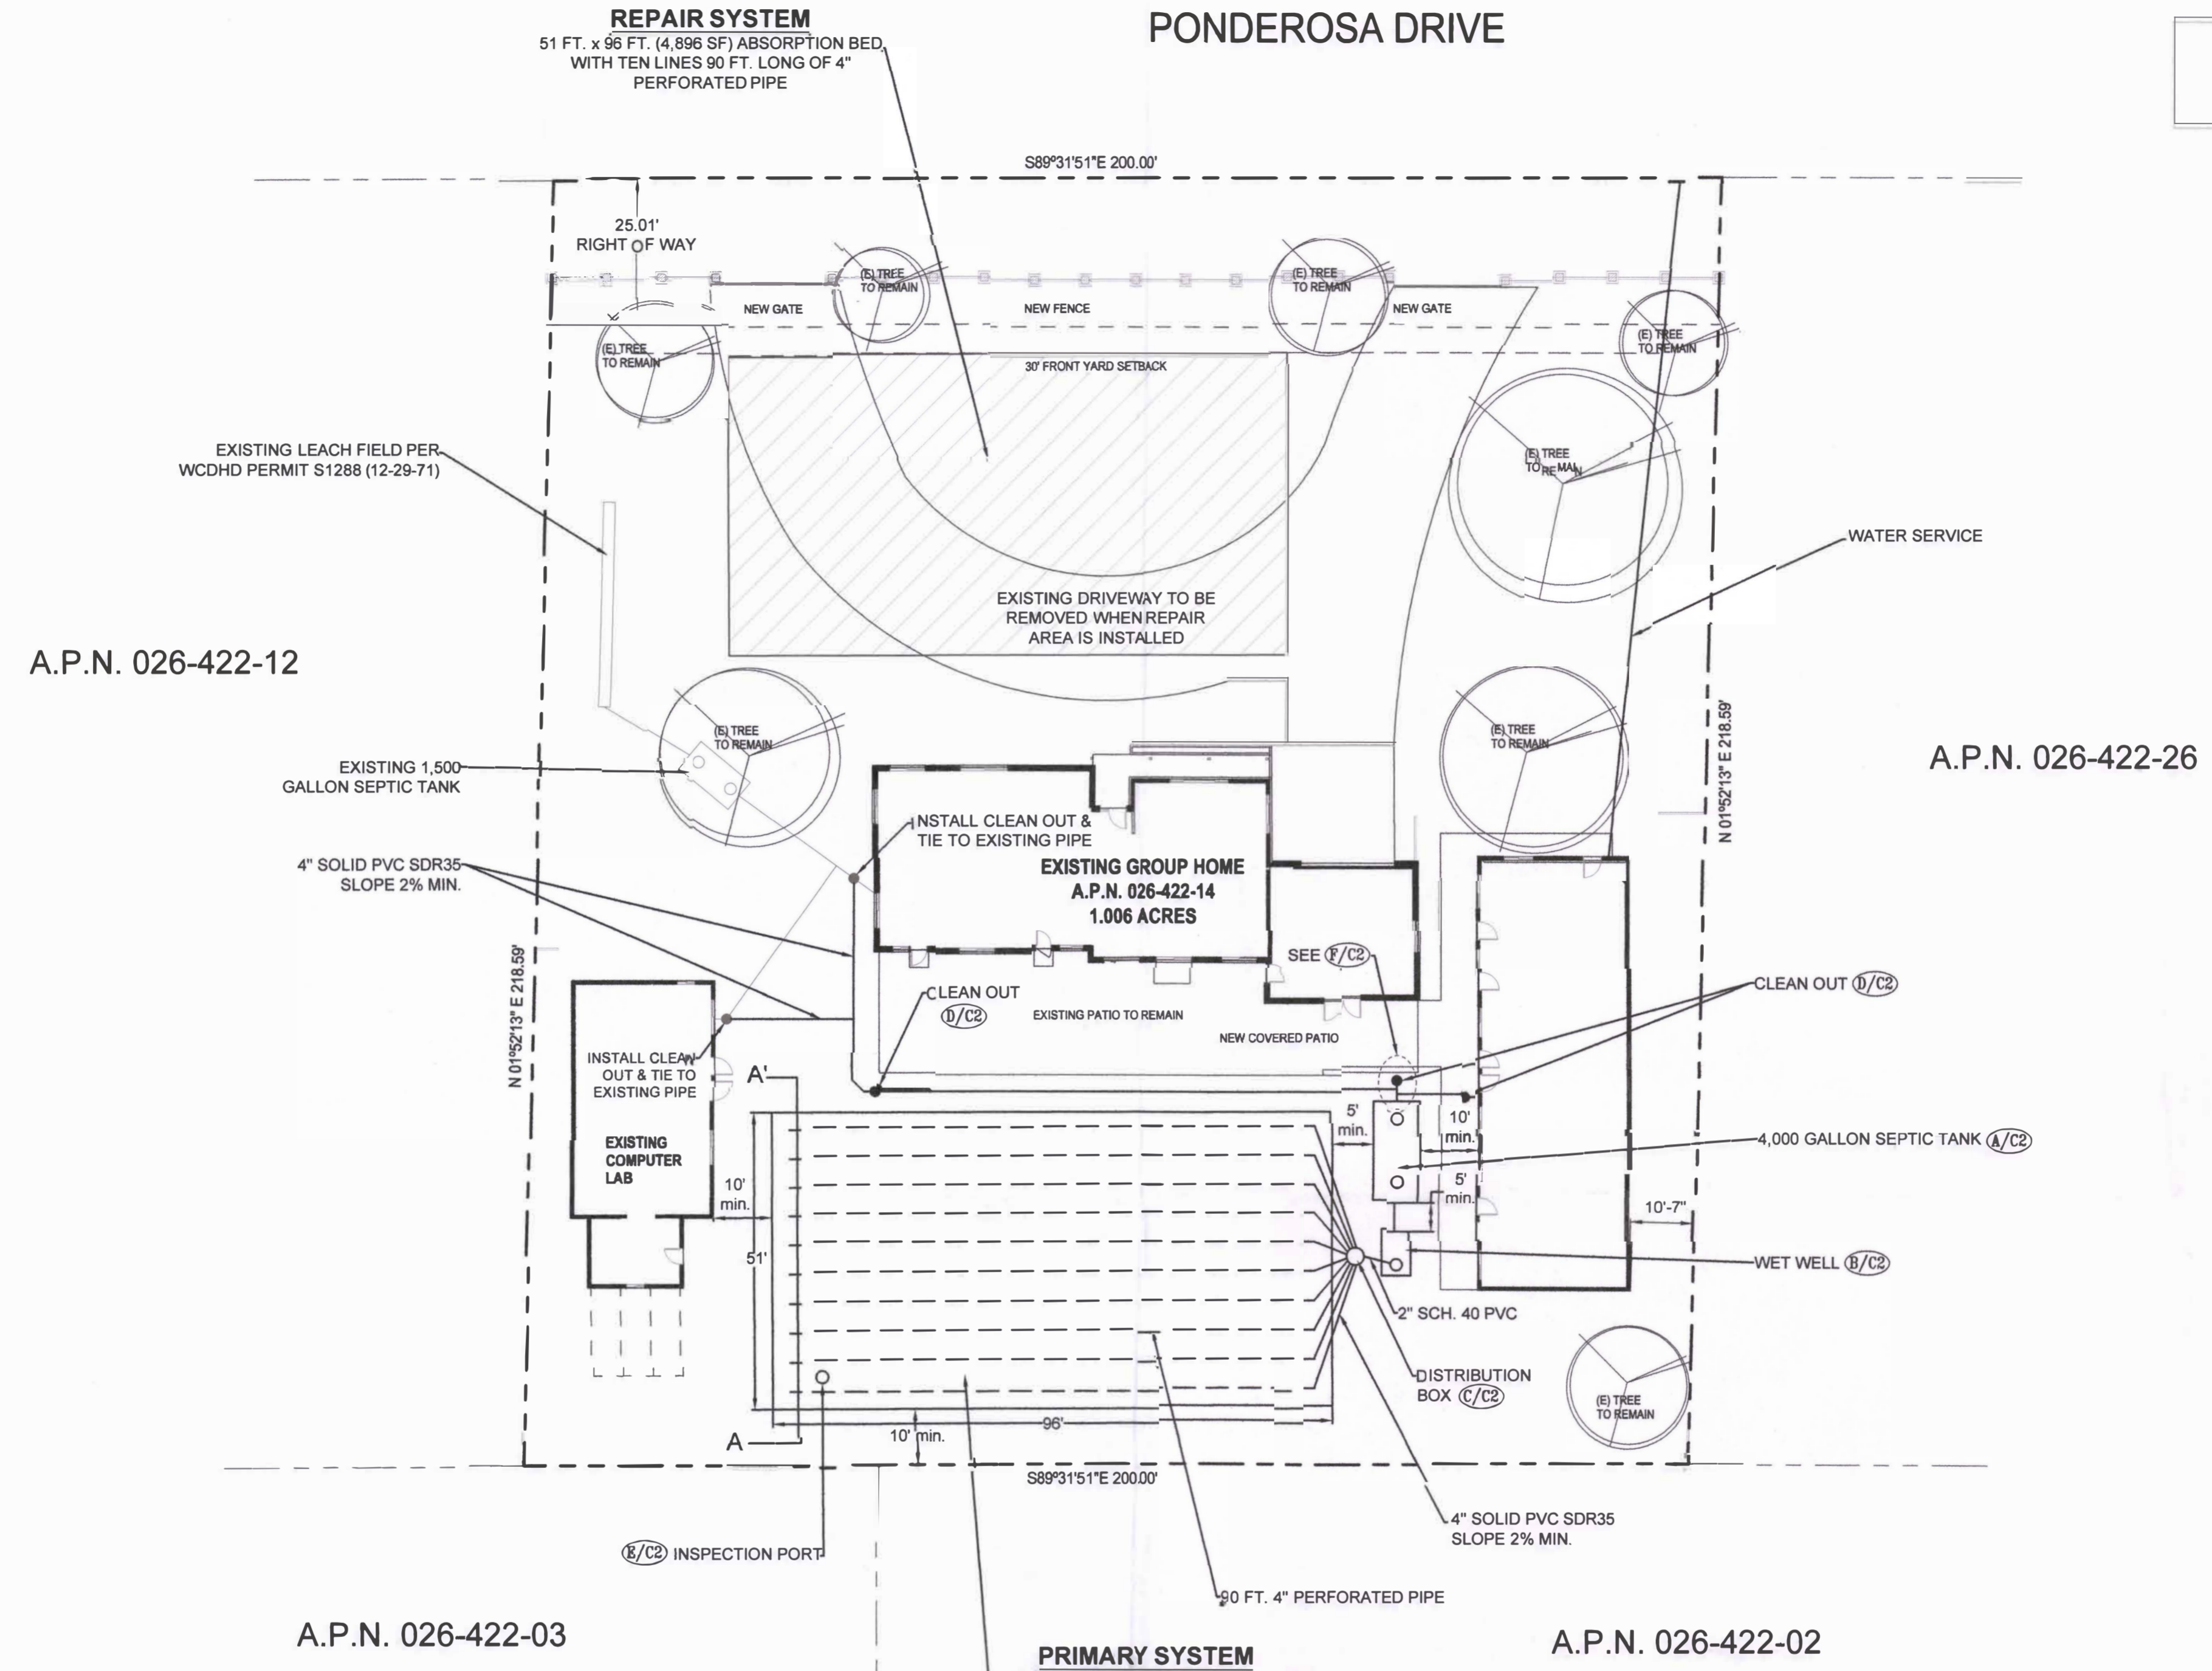 REPAIR SYSTEM
51 FT. x 96 FT. (4,896 SF) ABSORPTION BED
WITH TEN LINES 90 FT. LONG OF 4"
PERFORATED PIPE
PONDEROSA DRIVE
S89°31'51"E 200.00'
25.01'
RIGHT OF WAY
(E) TREE
TO REMAIN
(E) TREE
TO REMAIN
NEW GATE
NEW FENCE
NEW GATE
(E) TREE
TO REMAIN
(E) TREE
TO REMAIN
30' FRONT YARD SETBACK
EXISTING LEACH FIELD PER
WCDHD PERMIT S1288 (12-29-71)
(E) TREE
TO REMAIN
WATER SERVICE
EXISTING DRIVEWAY TO BE
REMOVED WHEN REPAIR
AREA IS INSTALLED
A.P.N. 026-422-12
N 01°52'13" E 218.59'
A.P.N. 026-422-26
(E) TREE
TO REMAIN
(E) TREE
TO REMAIN
EXISTING 1,500
GALLON SEPTIC TANK
NSTALL CLEAN OUT &
TIE TO EXISTING PIPE
4" SOLID PVC SDR35
SLOPE 2% MIN.
EXISTING GROUP HOME
A.P.N. 026-422-14
1.006 ACRES
SEE F/C2
N 01°52'13" E 218.59'
CLEAN OUT
D/C2
CLEAN OUT D/C2
EXISTING PATIO TO REMAIN
NEW COVERED PATIO
INSTALL CLEAN
OUT & TIE TO
EXISTING PIPE
A'
5'
min.
10'
min.
4,000 GALLON SEPTIC TANK A/C2
EXISTING
COMPUTER
LAB
10'
min.
5'
min.
10'-7"
51'
WET WELL B/C2
2" SCH. 40 PVC
DISTRIBUTION
BOX C/C2
(E) TREE
TO REMAIN
96'
A
10' min.
S89°31'51"E 200.00'
4" SOLID PVC SDR35
SLOPE 2% MIN.
E/C2 INSPECTION PORT
90 FT. 4" PERFORATED PIPE
A.P.N. 026-422-03
PRIMARY SYSTEM
A.P.N. 026-422-02